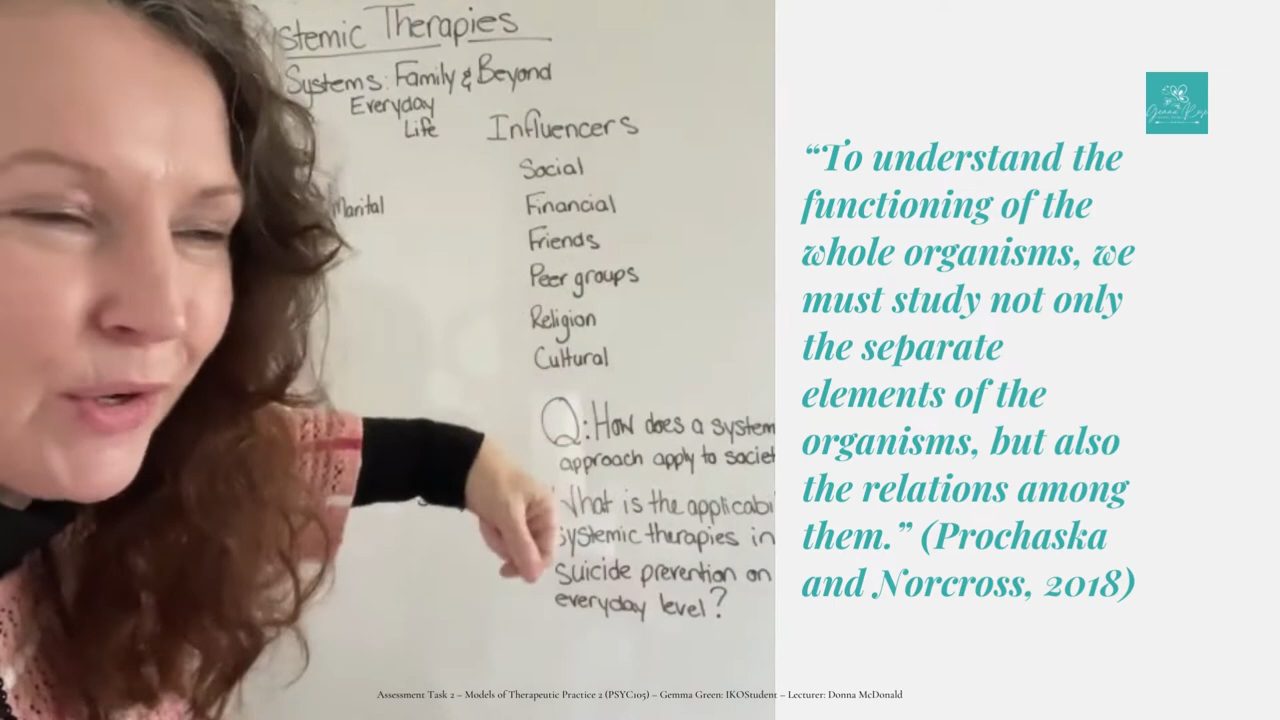 stemic Therapies
Systems: Family & Beyond
Everyday
Life
Influencers
Social
Marital
Financial
Friends
Peer groups
Religion
Cultural
Q: How does a system
approach apply to societ
What is the applicabi
systemic therapies in
suicide prevention on
everyday level?
“To understand the
functioning of the
whole organisms, we
must study not only
the separate
elements of the
organisms, but also
the relations among
them.” (Prochaska
and Norcross, 2018)
Assessment Task 2 – Models of Therapeutic Practice 2 (PSYC105) – Gemma Green: IKOStudent – Lecturer: Donna McDonald